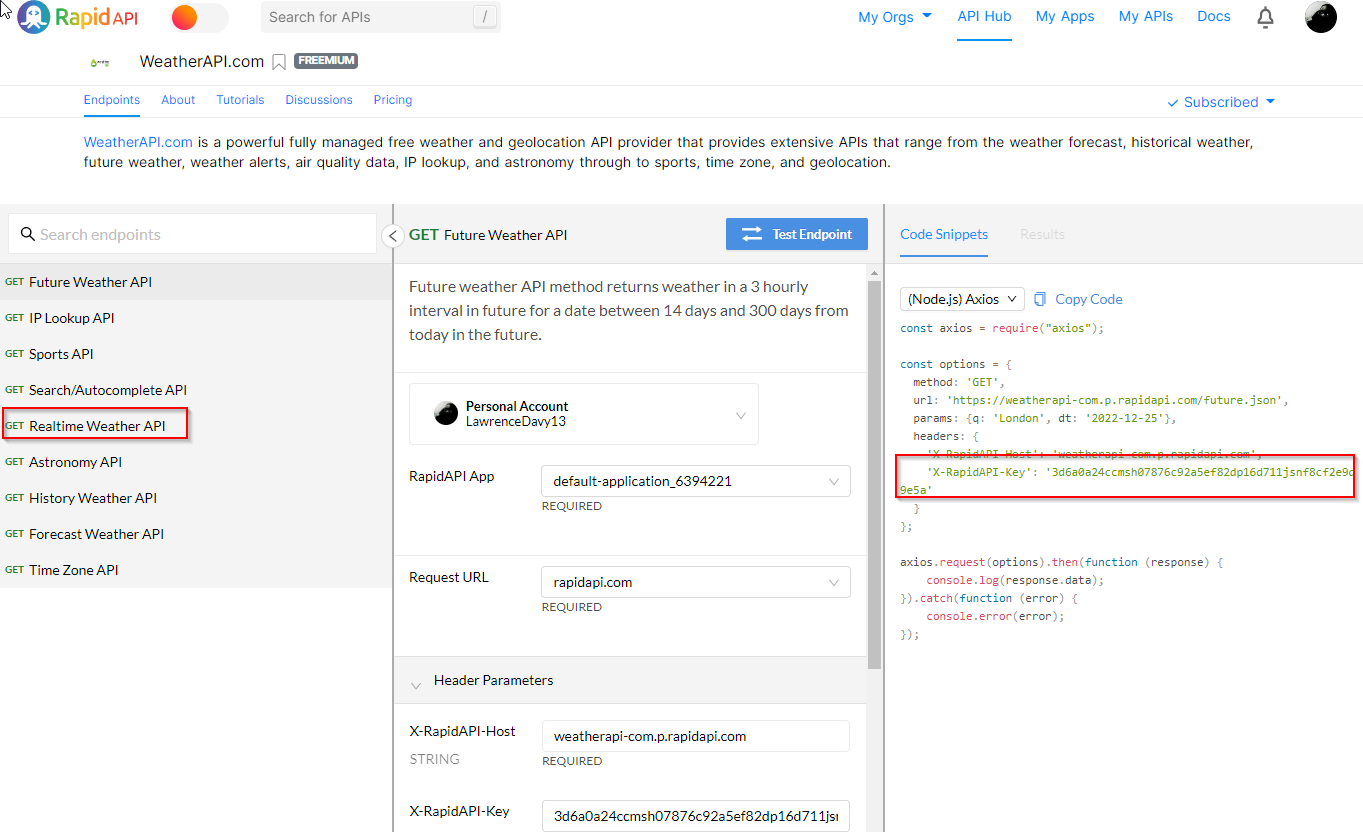 Rapid API
Search for APIs
/
My Orgs
API Hub
My Apps
My APIs
Docs
WeatherAPI.com
FREEMIUM
Endpoints
About
Tutorials
Discussions
Pricing
Subscribed
WeatherAPI.com is a powerful fully managed free weather and geolocation API provider that provides extensive APIs that range from the weather forecast, historical weather,
future weather, weather alerts, air quality data, IP lookup, and astronomy through to sports, time zone, and geolocation.
Search endpoints
GET Future Weather API
GET IP Lookup API
GET Sports API
GET Search/Autocomplete API
GET Realtime Weather API
GET Astronomy API
GET History Weather API
GET Forecast Weather API
GET Time Zone API
GET Future Weather API
Test Endpoint
Future weather API method returns weather in a 3 hourly
interval in future for a date between 14 days and 300 days from
today in the future.
Personal Account
LawrenceDavy13
RapidAPI App
default-application_6394221
REQUIRED
Request URL
rapidapi.com
REQUIRED
Header Parameters
X-RapidAPI-Host
weatherapi-com.p.rapidapi.com
STRING
REQUIRED
X-RapidAPI-Key
3d6a0a24ccmsh07876c92a5ef82dp16d711jsn
Code Snippets
Results
(Node.js) Axios
Copy Code
const axios = require("axios");
const options = {
method: 'GET',
url: 'https://weatherapi-com.p.rapidapi.com/future.json',
params: {q: 'London', dt: '2022-12-25'},
headers: {
'X-RapidAPI-Host': 'weatherapi-com.p.rapidapi.com',
'X-RapidAPI-Key': '3d6a0a24ccmsh07876c92a5ef82dp16d711jsnf8cf2e9c
9e5a'
}
};
axios.request(options).then(function (response) {
console.log(response.data);
}).catch(function (error) {
console.error(error);
});